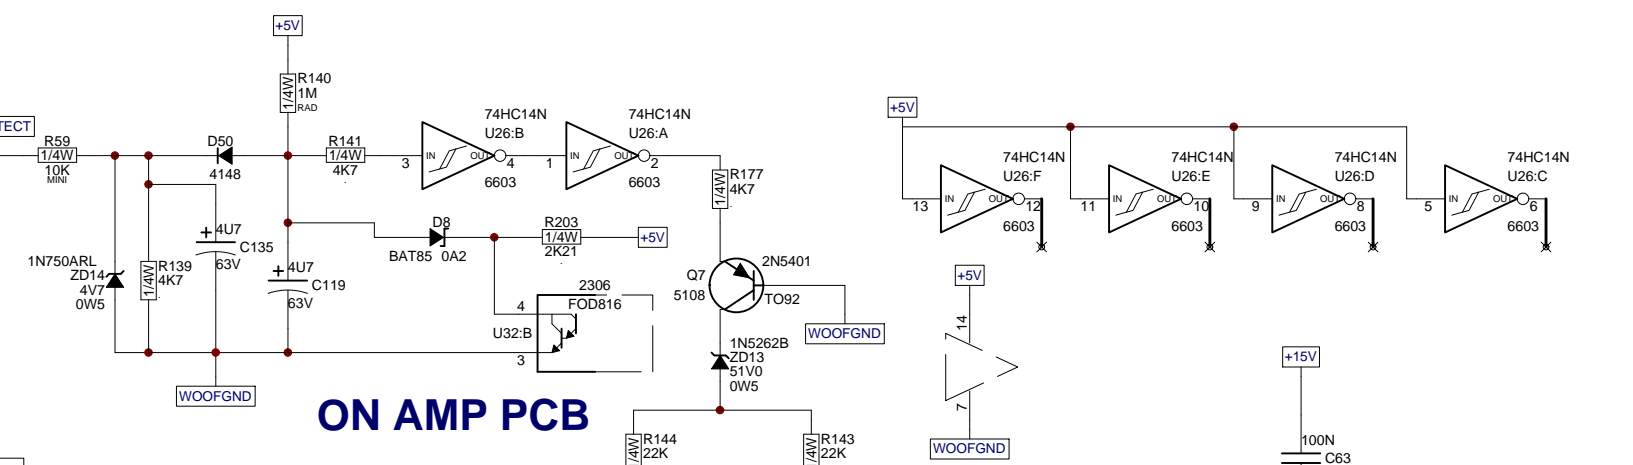 +5V
R140
1M
RAD
1/4W
TECT
R59
1/4W
10K
MINI
D50
4148
R141
1/4W
4K7
74HC14N
U26:B
IN
OUT
3
4
6603
74HC14N
U26:A
IN
OUT
1
2
6603
R177
4K7
1/4W
+5V
74HC14N
U26:F
IN
OUT
13
12
6603
74HC14N
U26:E
IN
OUT
11
10
6603
74HC14N
U26:D
IN
OUT
9
8
6603
74HC14N
U26:C
IN
OUT
5
6
6603
1N750ARL
ZD14
4V7
0W5
R139
4K7
1/4W
+ 4U7
C135
63V
+ 4U7
C119
63V
D8
BAT85 0A2
R203
1/4W
2K21
+5V
2306
FOD816
4
U32:B
3
Q7
5108
2N5401
TO92
WOOFGND
1N5262B
ZD13
51V0
0W5
+5V
14
7
WOOFGND
+15V
WOOFGND
ON AMP PCB
R144
22K
1/4W
R143
22K
1/4W
100N
C63